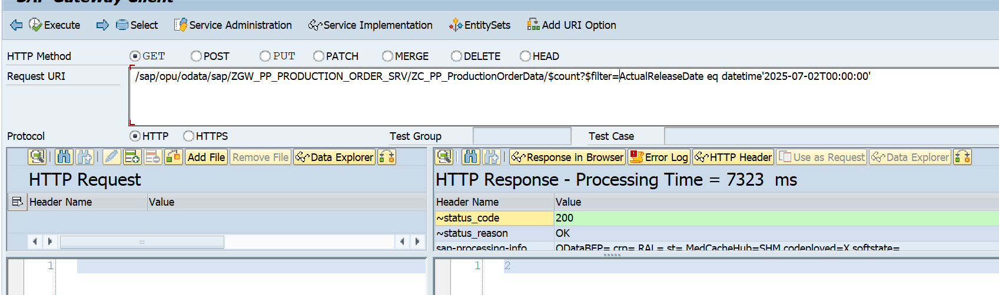 SAP Gateway Client
Execute Select Service Administration Service Implementation EntitySets Add URI Option
HTTP Method GET POST PUT PATCH MERGE DELETE HEAD
Request URI /sap/opu/odata/sap/ZGW_PP_PRODUCTION_ORDER_SRV/ZC_PP_ProductionOrderData/$count?$filter=ActualReleaseDate eq datetime'2025-07-02T00:00:00'
Protocol HTTP HTTPS Test Group Test Case
Add File Remove File Data Explorer Response in Browser Error Log HTTP Header Use as Request Data Explorer
HTTP Request HTTP Response - Processing Time = 7323 ms
Header Name Value Header Name Value
~status_code 200
~status_reason OK
sap-processing-info ODataBEP= crp= RAL= st= MedCacheHub=SHM codeployed=X softstate=
1 1 2